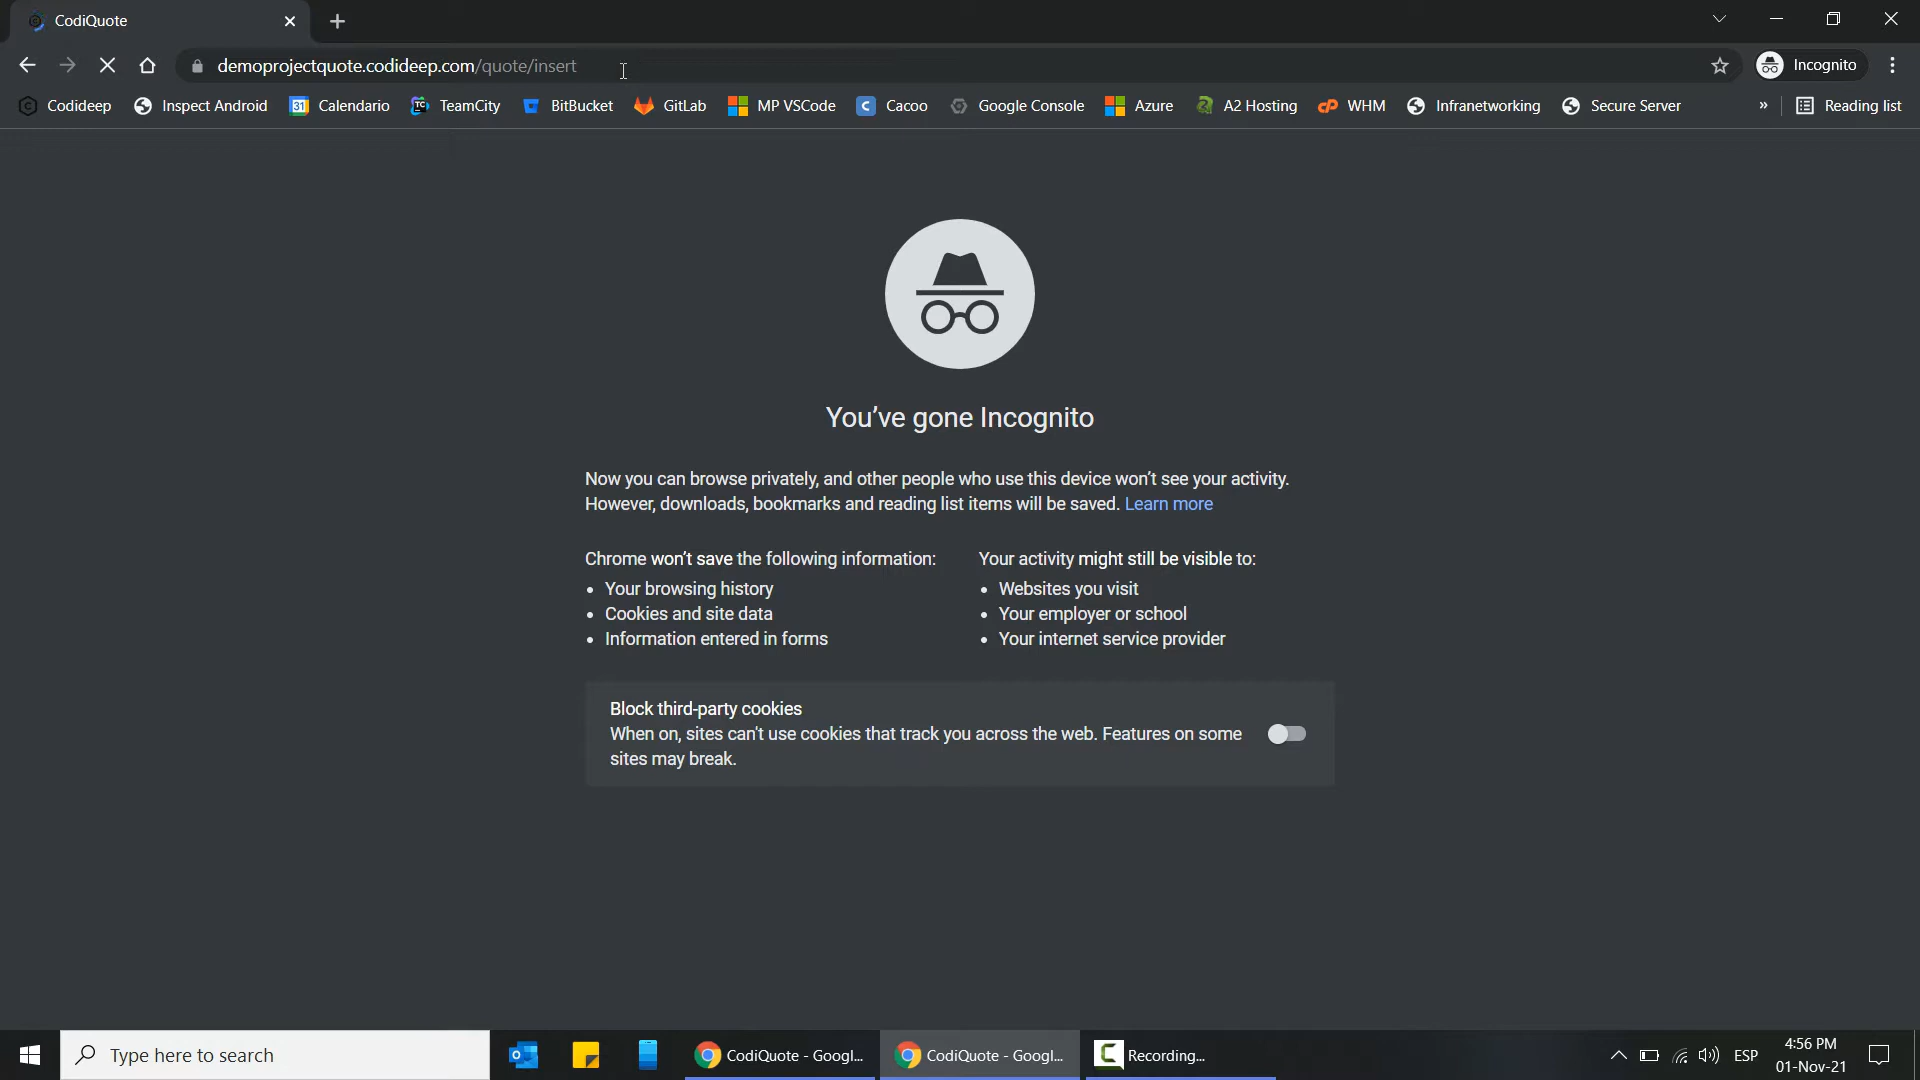 CodiQuote
demoprojectquote.codideep.com/quote/insert
Incognito
Codideep
Inspect Android
31
Calendario
TC
TeamCity
BitBucket
GitLab
MP VSCode
C
Cacoo
Google Console
Azure
A2 Hosting
cP
WHM
Infranetworking
Secure Server
»
Reading list
You've gone Incognito
Now you can browse privately, and other people who use this device won't see your activity.
However, downloads, bookmarks and reading list items will be saved. Learn more
Chrome won't save the following information:
• Your browsing history
• Cookies and site data
• Information entered in forms
Your activity might still be visible to:
• Websites you visit
• Your employer or school
• Your internet service provider
Block third-party cookies
When on, sites can't use cookies that track you across the web. Features on some
sites may break.
Type here to search
CodiQuote - Googl...
CodiQuote - Googl...
C
Recording...
ESP
4:56 PM
01-Nov-21